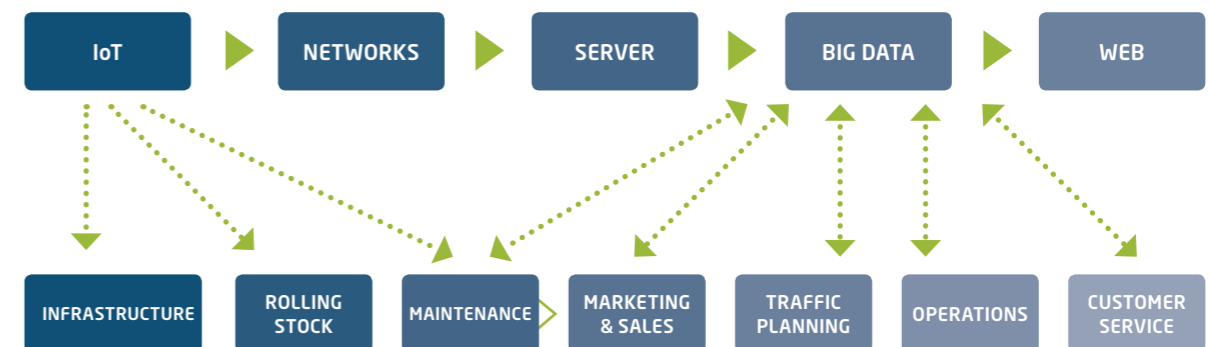 IoT
NETWORKS
SERVER
BIG DATA
WEB
INFRASTRUCTURE
ROLLING
STOCK
MAINTENANCE
MARKETING
& SALES
TRAFFIC
PLANNING
OPERATIONS
CUSTOMER
SERVICE